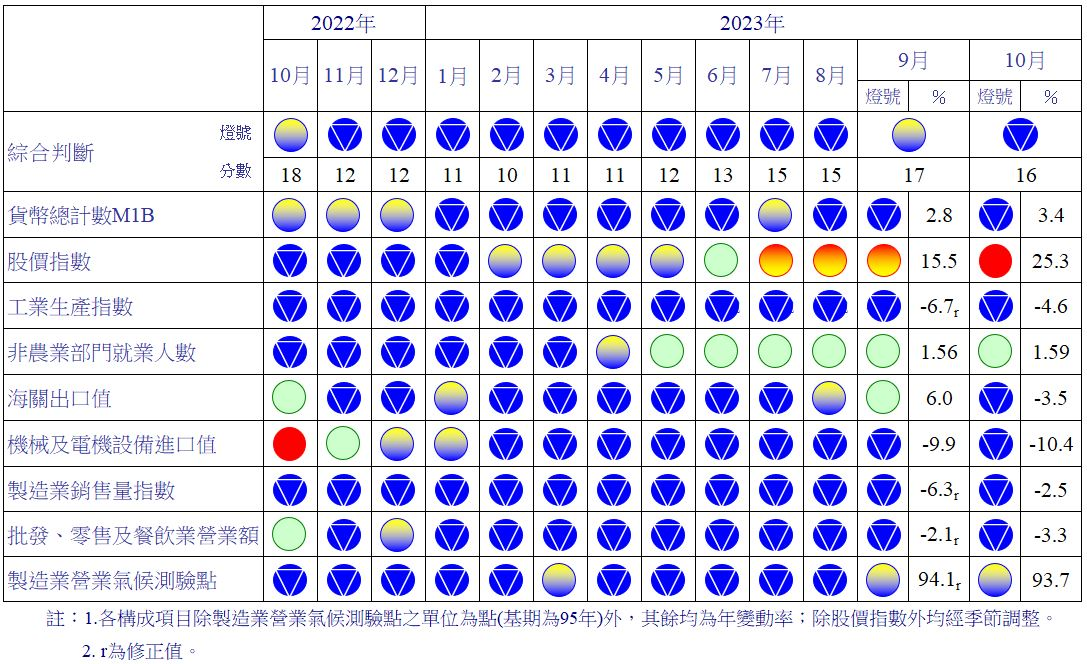 2022年 2023年
10月 11月 12月 1月 2月 3月 4月 5月 6月 7月 8月 9月 10月
燈號 % 燈號 %
綜合判斷 燈號
分數 18 12 12 11 10 11 11 12 13 15 15 17 16
貨幣總計數M1B 2.8 3.4
股價指數 15.5 25.3
工業生產指數 -6.7r -4.6
非農業部門就業人數 1.56 1.59
海關出口值 6.0 -3.5
機械及電機設備進口值 -9.9 -10.4
製造業銷售量指數 -6.3r -2.5
批發、零售及餐飲業營業額 -2.1r -3.3
製造業營業氣候測驗點 94.1r 93.7
註：1.各構成項目除製造業營業氣候測驗點之單位為點(基期為95年)外，其餘均為年變動率；除股價指數外均經季節調整。
2. r為修正值。